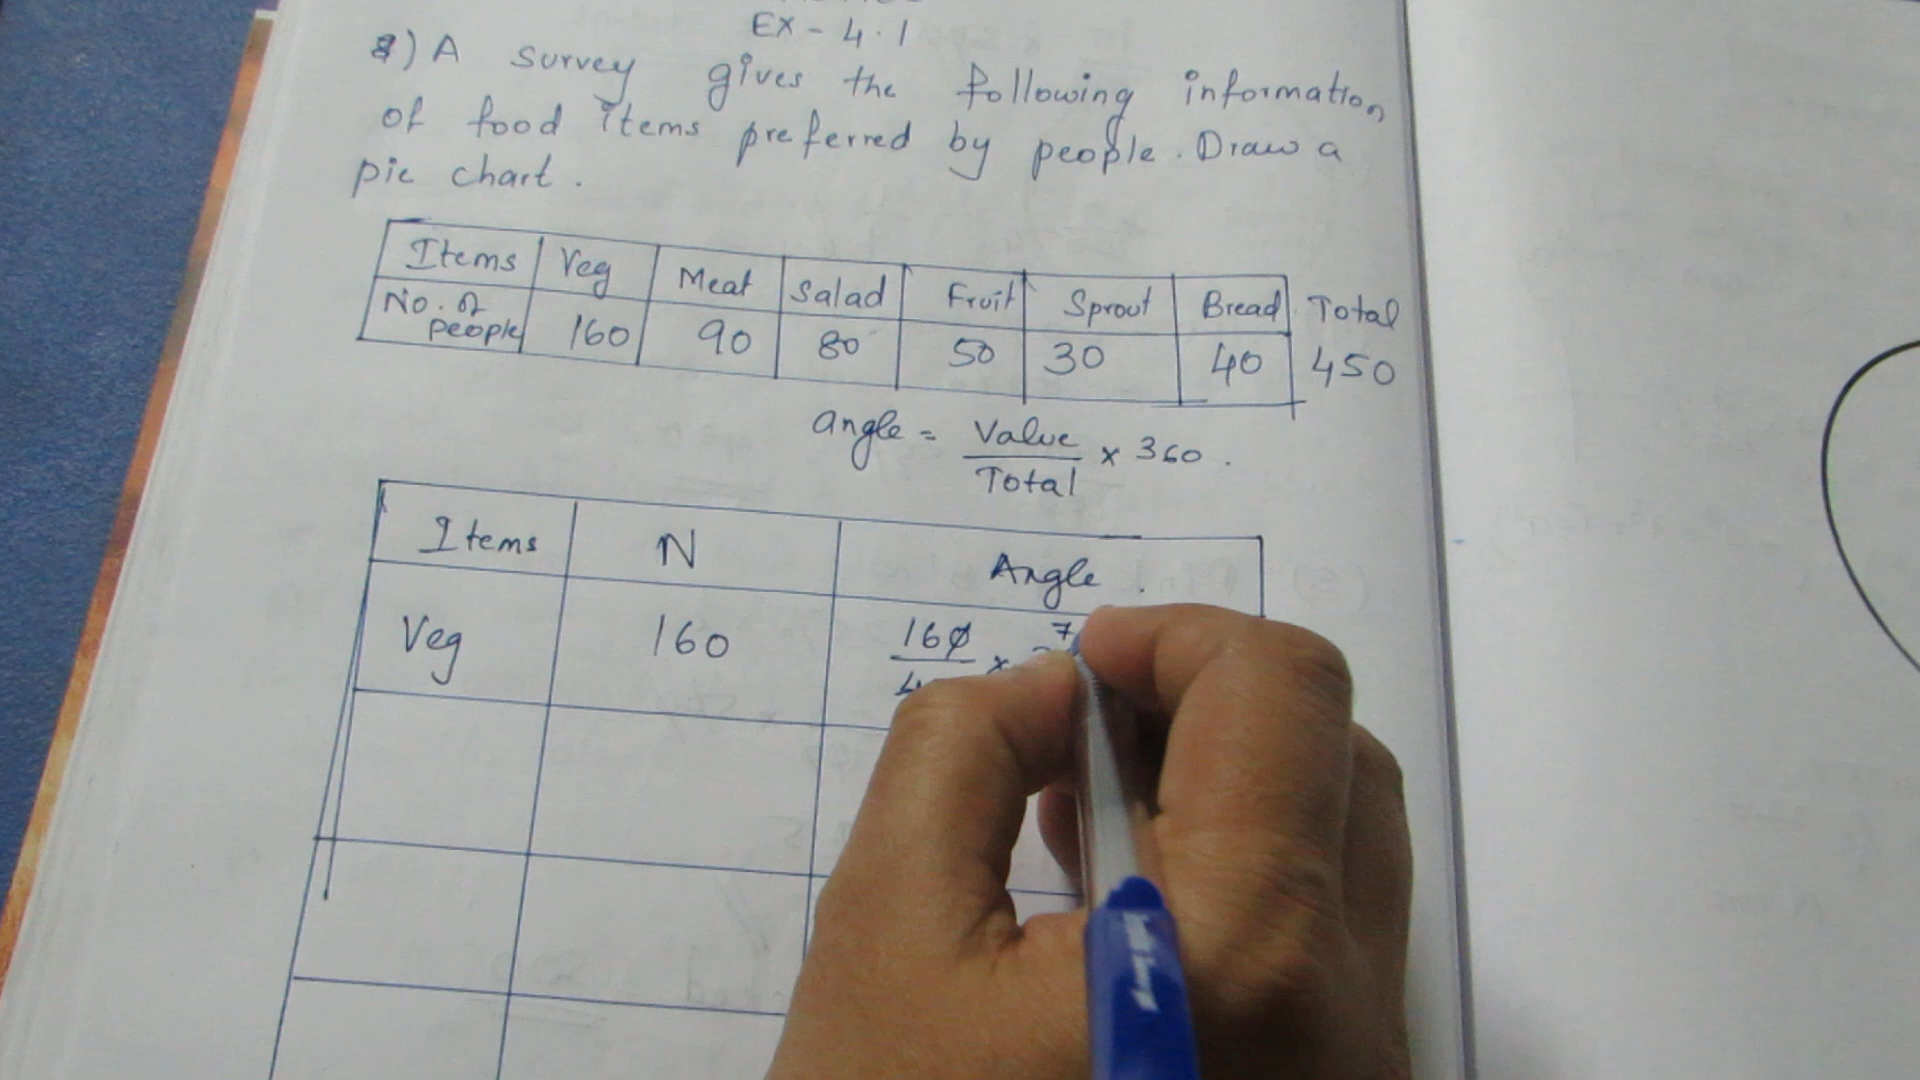 EX - 4.1
8) A survey gives the following information
of food items preferred by people. Draw a
pie chart.
Items Veg Meat Salad Fruit Sprout Bread Total
No. of people 160 90 80 50 30 40 450
angle = Value / Total x 360.
Items N Angle
Veg 160 160 x 7